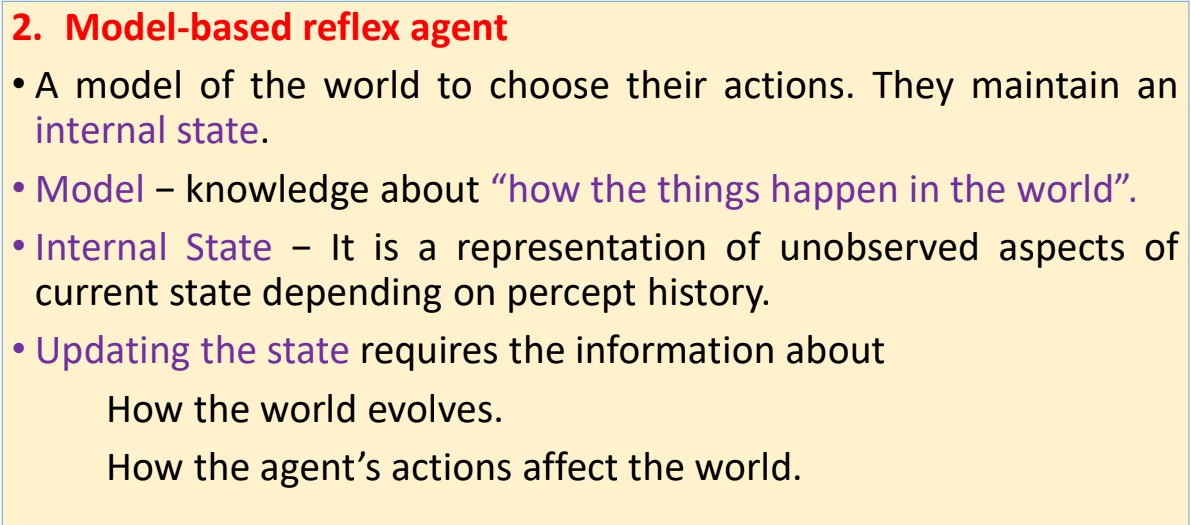 2. Model-based reflex agent
• A model of the world to choose their actions. They maintain an
internal state.
• Model − knowledge about “how the things happen in the world”.
• Internal State − It is a representation of unobserved aspects of
current state depending on percept history.
• Updating the state requires the information about
How the world evolves.
How the agent’s actions affect the world.